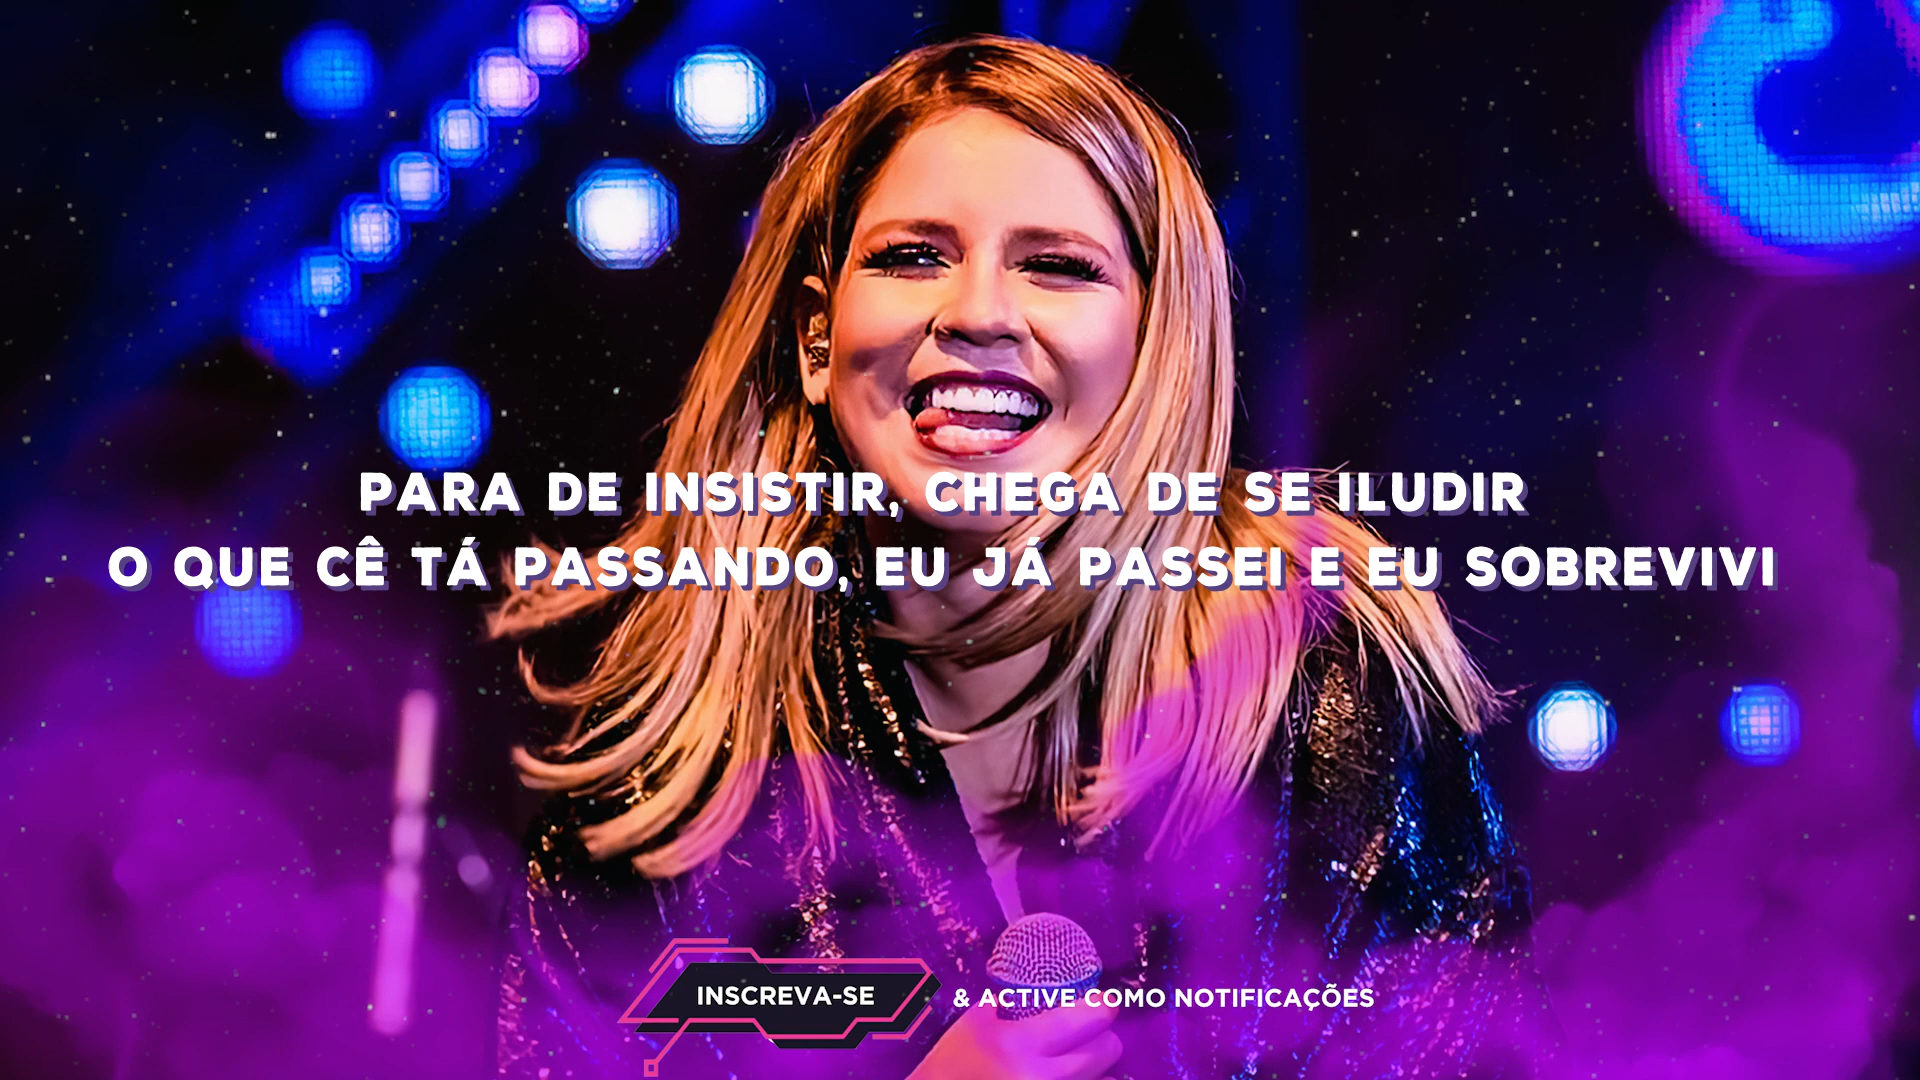 PARA DE INSISTIR, CHEGA DE SE ILUDIR
O QUE CÊ TÁ PASSANDO, EU JÁ PASSEI E EU SOBREVIVI
INSCREVA-SE & ACTIVE COMO NOTIFICAÇÕES